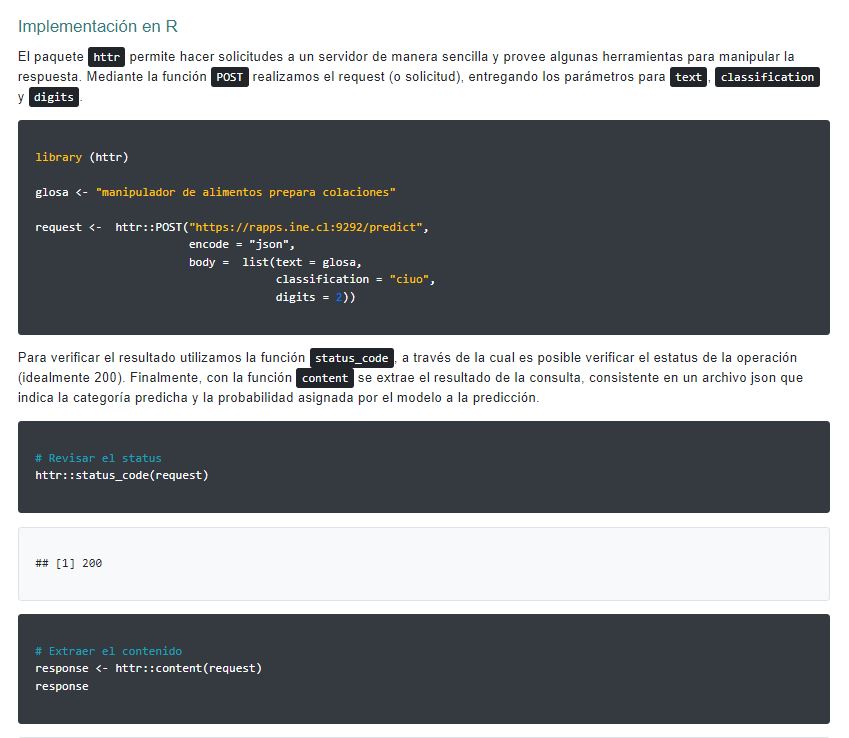 Implementación en R
El paquete httr permite hacer solicitudes a un servidor de manera sencilla y provee algunas herramientas para manipular la
respuesta. Mediante la función POST realizamos el request (o solicitud), entregando los parámetros para text, classification
y digits.
library (httr)
glosa <- "manipulador de alimentos prepara colaciones"
request <-  httr::POST("https://rapps.ine.cl:9292/predict",
encode = "json",
body =  list(text = glosa,
classification = "ciuo",
digits = 2))
Para verificar el resultado utilizamos la función status_code, a través de la cual es posible verificar el estatus de la operación
(idealmente 200). Finalmente, con la función content se extrae el resultado de la consulta, consistente en un archivo json que
indica la categoría predicha y la probabilidad asignada por el modelo a la predicción.
# Revisar el status
httr::status_code(request)
## [1] 200
# Extraer el contenido
response <- httr::content(request)
response